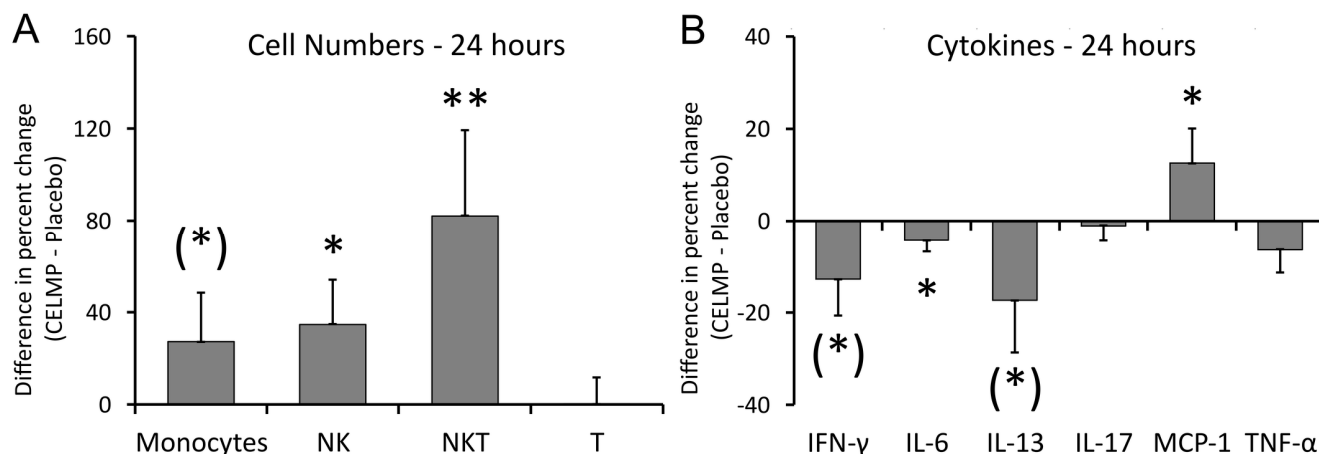 A
Cell Numbers - 24 hours
Difference in percent change
(CELMP - Placebo)
160
120
80
40
0
(*)
*
**
Monocytes NK NKT T
B
Cytokines - 24 hours
Difference in percent change
(CELMP - Placebo)
40
20
0
-20
-40
(*)
*
(*)
*
IFN-γ IL-6 IL-13 IL-17 MCP-1 TNF-α